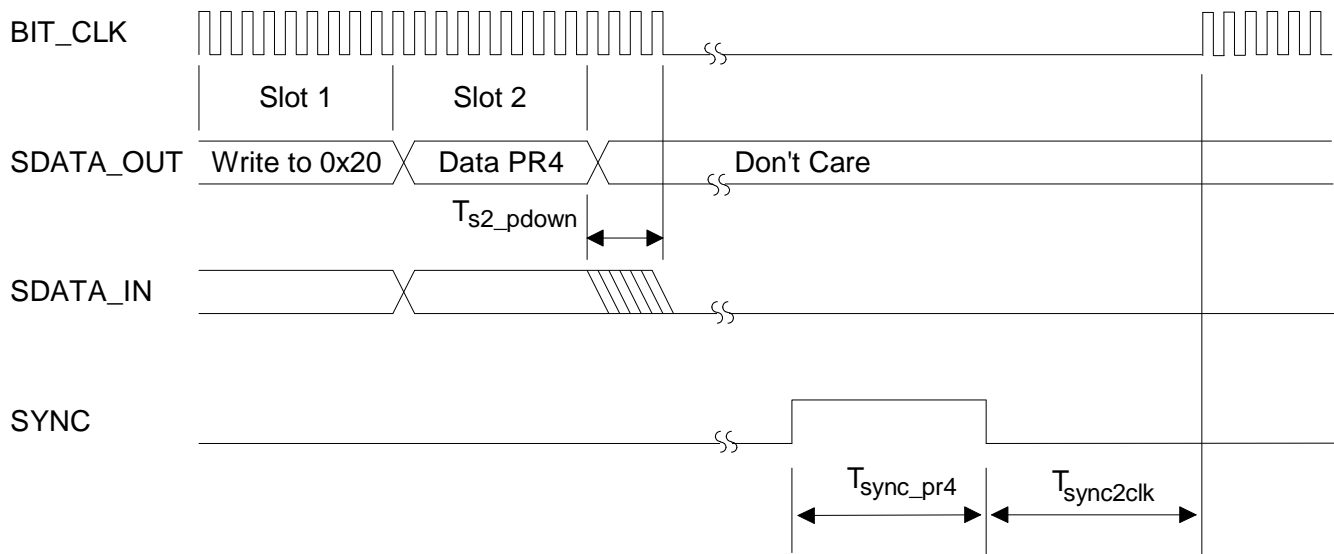 BIT_CLK
Slot 1
Slot 2
SDATA_OUT
Write to 0x20
Data PR4
Don't Care
Ts2_pdown
SDATA_IN
SYNC
Tsync_pr4
Tsync2clk